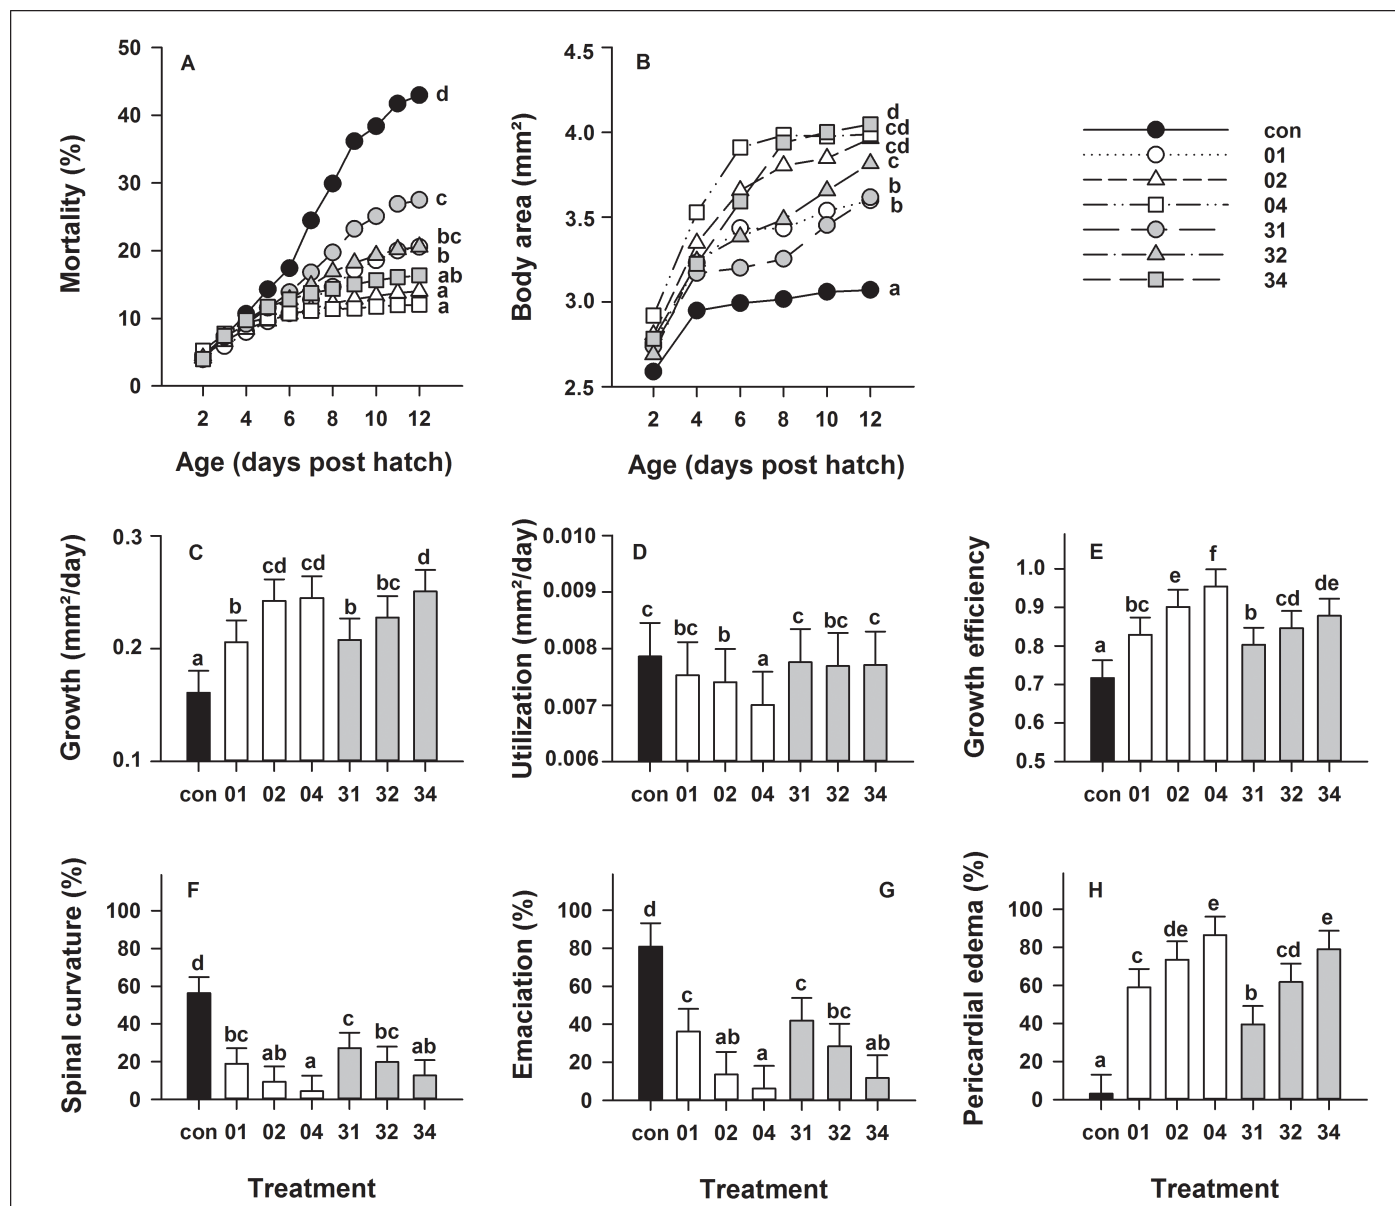 A
Mortality (%)
50
40
30
20
10
0
d
c
bc
b
ab
a
a
2 4 6 8 10 12
Age (days post hatch)
B
Body area (mm²)
4.5
4.0
3.5
3.0
2.5
d
cd
cd
c
b
b
a
2 4 6 8 10 12
Age (days post hatch)
con
01
02
04
31
32
34
C
Growth (mm²/day)
0.3
0.2
0.1
a b cd cd b bc d
con 01 02 04 31 32 34
D
Utilization (mm²/day)
0.010
0.009
0.008
0.007
0.006
c bc b a c bc c
con 01 02 04 31 32 34
E
Growth efficiency
1.0
0.9
0.8
0.7
0.6
0.5
a bc e f b cd de
con 01 02 04 31 32 34
F
Spinal curvature (%)
100
80
60
40
20
0
d bc ab a c bc ab
con 01 02 04 31 32 34
Treatment
G
Emaciation (%)
100
80
60
40
20
0
d c ab a c bc ab
con 01 02 04 31 32 34
Treatment
H
Pericardial edema (%)
100
80
60
40
20
0
a c de e b cd e
con 01 02 04 31 32 34
Treatment